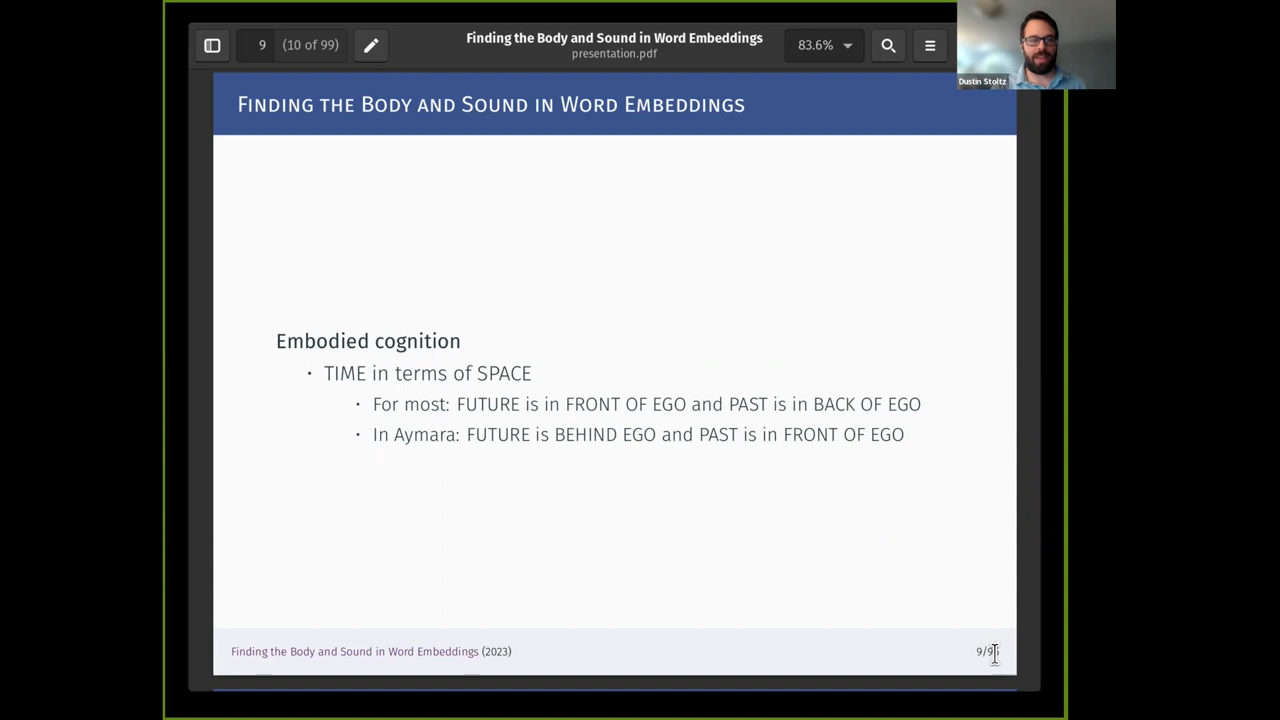 Finding the Body and Sound in Word Embeddings
9 (10 of 99)
83.6%
presentation.pdf
Dustin Stoltz
FINDING THE BODY AND SOUND IN WORD EMBEDDINGS
Embodied cognition
• TIME in terms of SPACE
• For most: FUTURE is in FRONT OF EGO and PAST is in BACK OF EGO
• In Aymara: FUTURE is BEHIND EGO and PAST is in FRONT OF EGO
Finding the Body and Sound in Word Embeddings (2023)